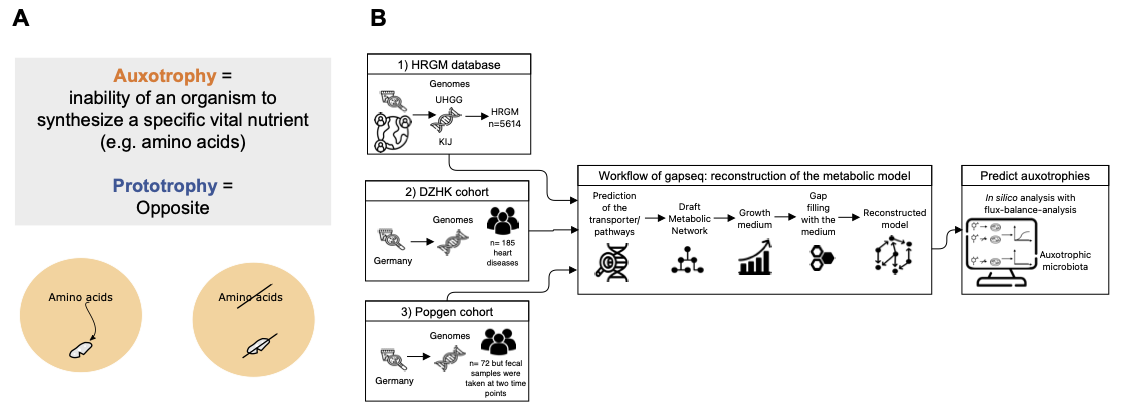 A
Auxotrophy =
inability of an organism to
synthesize a specific vital nutrient
(e.g. amino acids)
Prototrophy =
Opposite
Amino acids
Amino acids
B
1) HRGM database
Genomes
UHGG
KIJ
HRGM
n=5614
2) DZHK cohort
Genomes
Germany
n= 185
heart
diseases
3) Popgen cohort
Genomes
Germany
n= 72 but fecal
samples were
taken at two time
points
Workflow of gapseq: reconstruction of the metabolic model
Prediction
of the
transporter/
pathways
Draft
Metabolic
Network
Growth
medium
Gap
filling
with the
medium
Reconstructed
model
Predict auxotrophies
In silico analysis with
flux-balance-analysis
Auxotrophic
microbiota